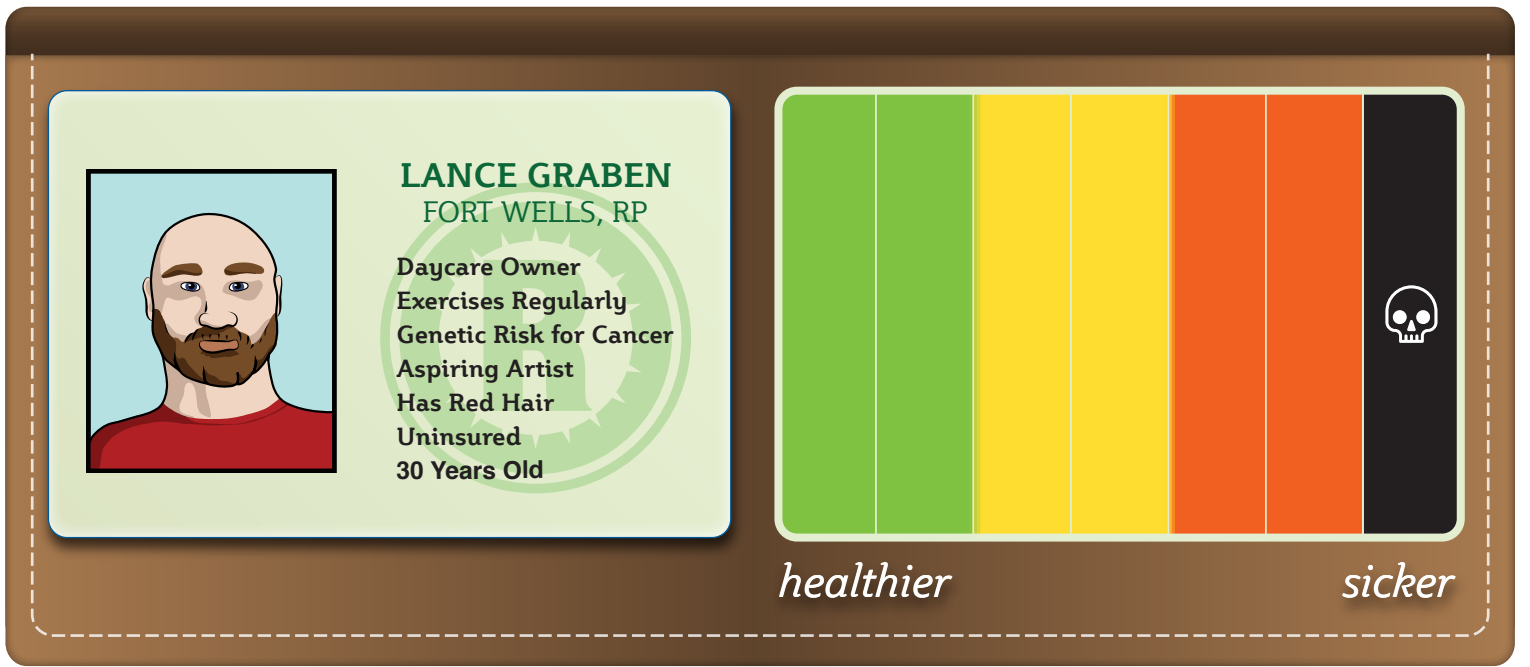 LANCE GRABEN
FORT WELLS, RP
Daycare Owner
Exercises Regularly
Genetic Risk for Cancer
Aspiring Artist
Has Red Hair
Uninsured
30 Years Old
R
healthier
sicker